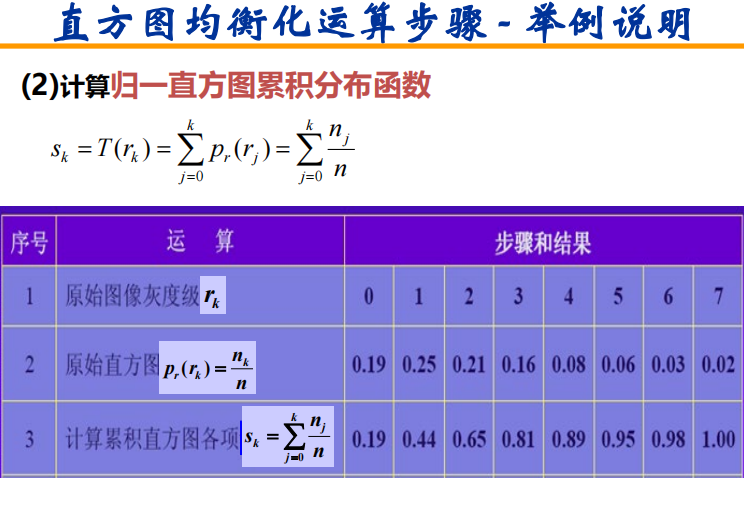 直方图均衡化运算步骤-举例说明
(2)计算归一直方图累积分布函数
s_k = T(r_k) = \sum_{j=0}^{k} p_r(r_j) = \sum_{j=0}^{k} \frac{n_j}{n}
序号 运 算 步骤和结果
1 原始图像灰度级 r_k 0 1 2 3 4 5 6 7
2 原始直方图 p_r(r_k) = \frac{n_k}{n} 0.19 0.25 0.21 0.16 0.08 0.06 0.03 0.02
3 计算累积直方图各项 s_k = \sum_{j=0}^{k} \frac{n_j}{n} 0.19 0.44 0.65 0.81 0.89 0.95 0.98 1.00